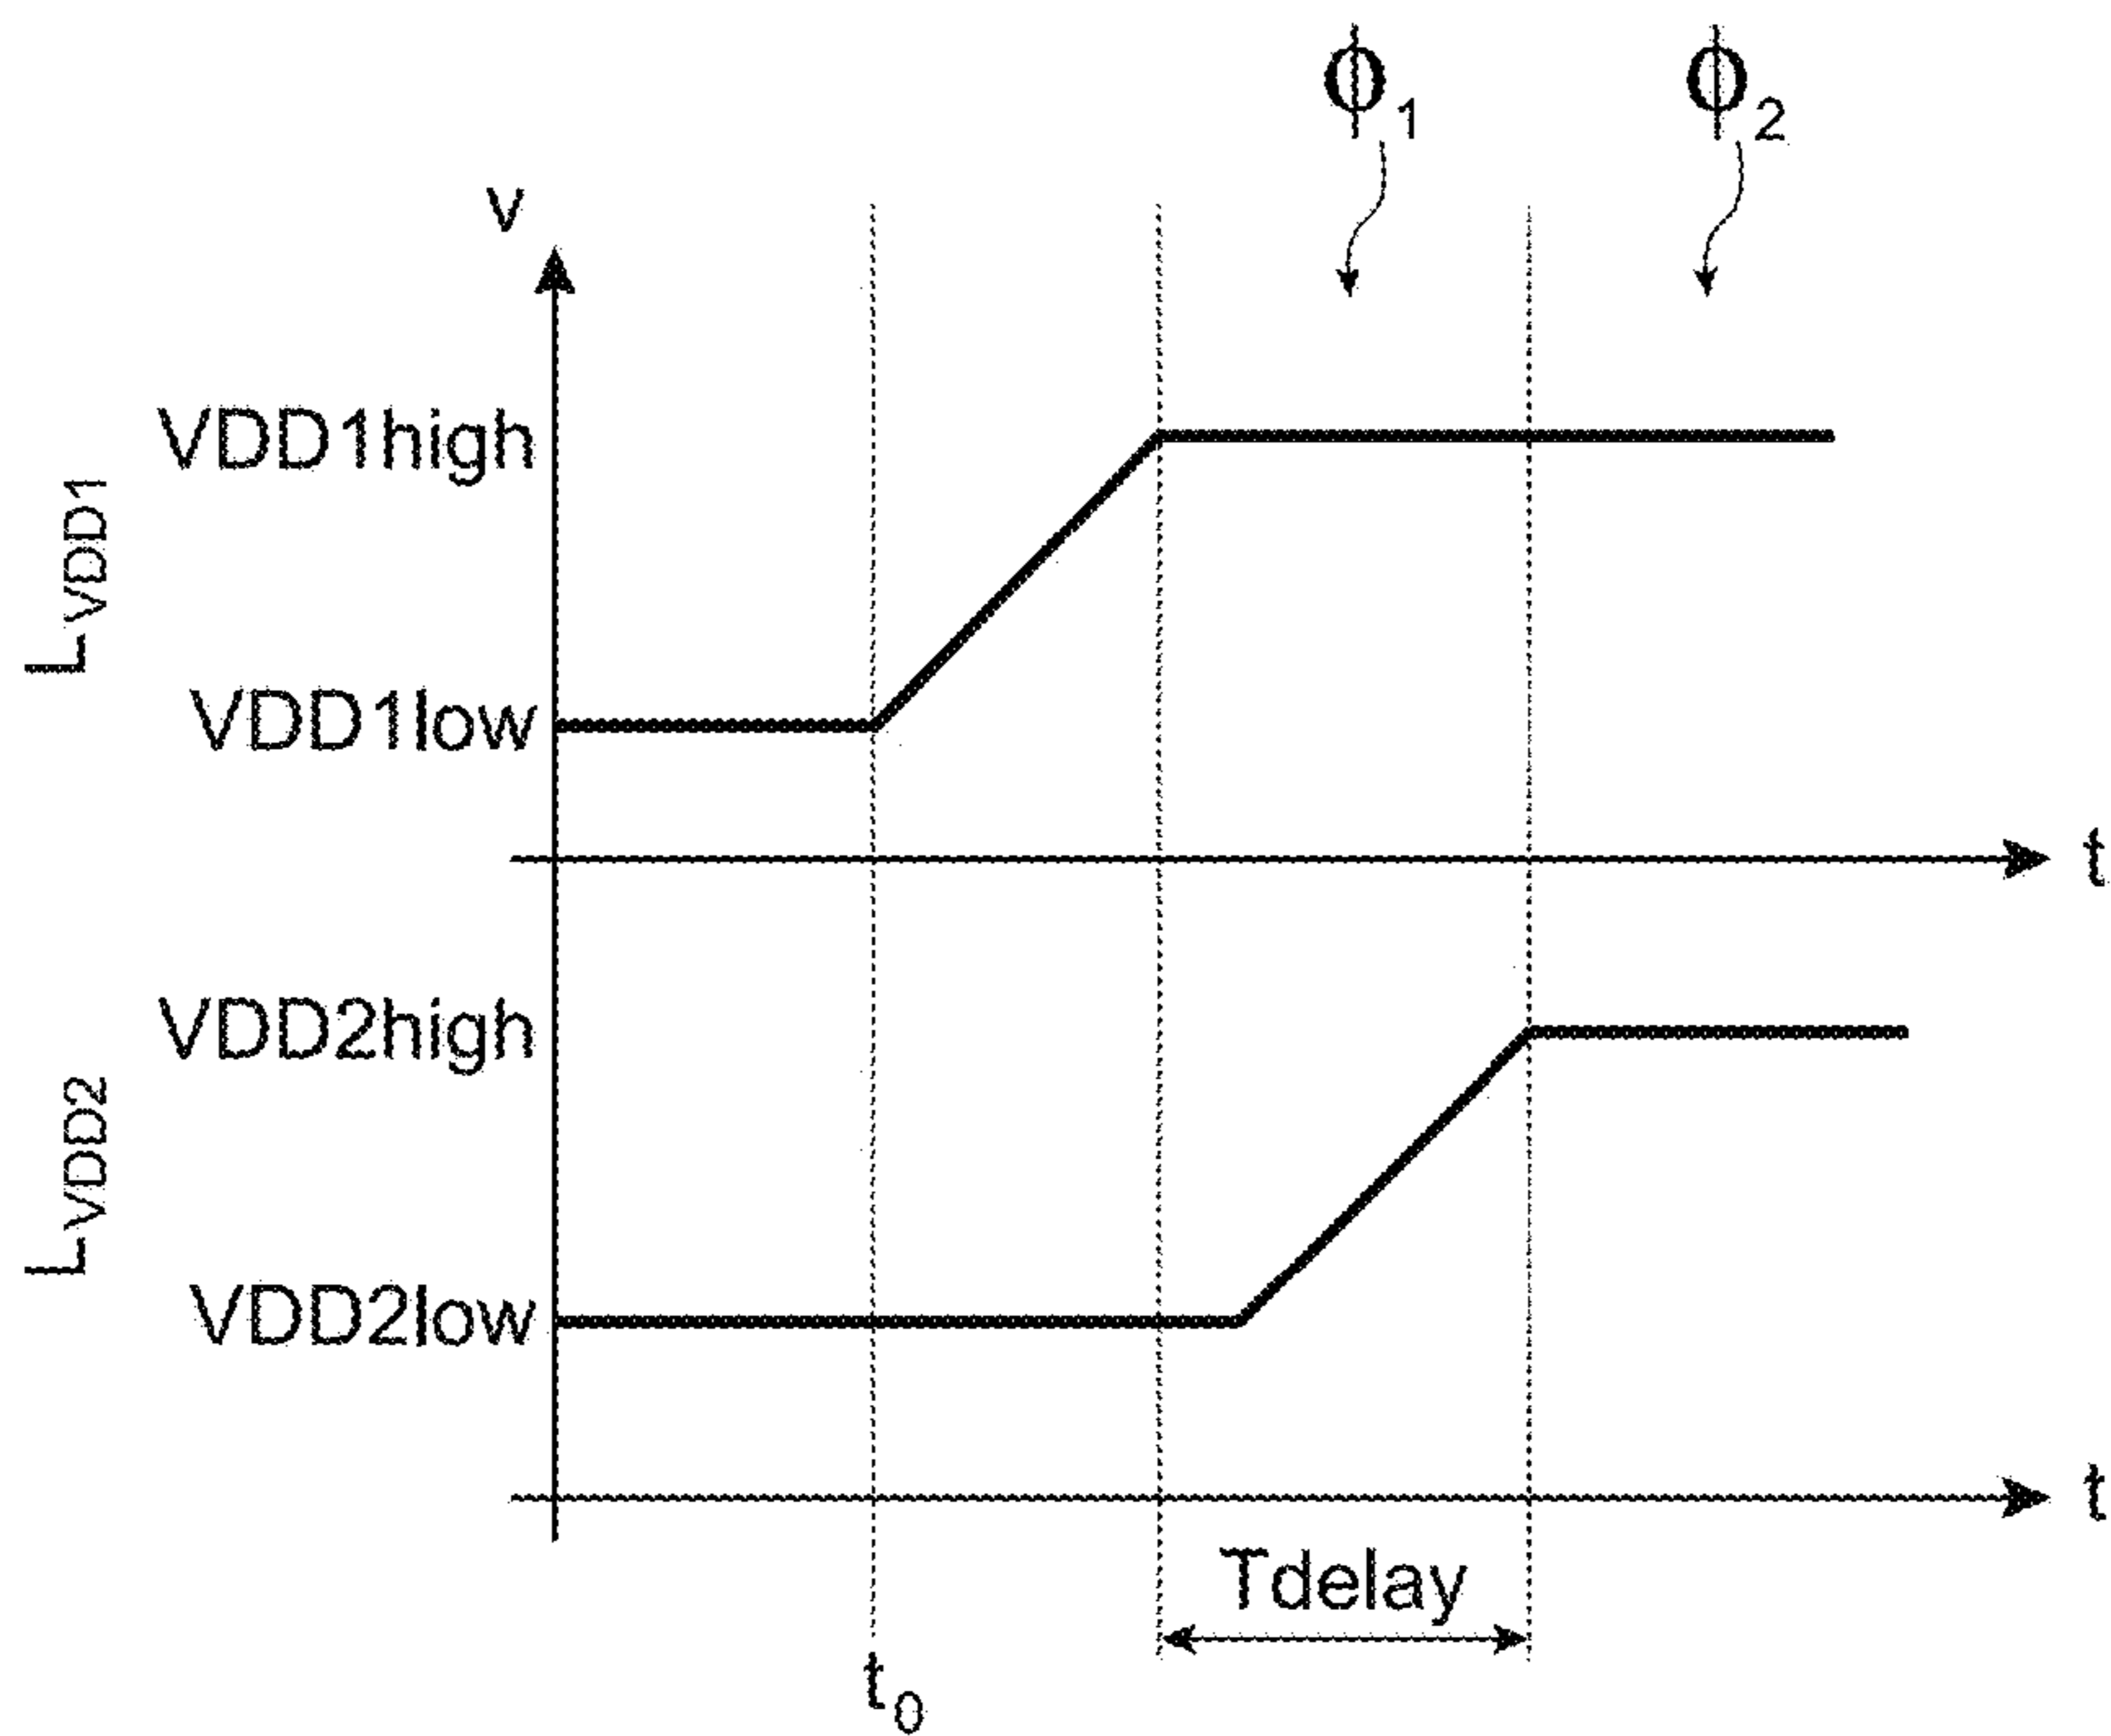 ϕ1 ϕ2
v
VDD1high
LVDD1
VDD1low
t
VDD2high
LVDD2
VDD2low
t
Tdelay
t0